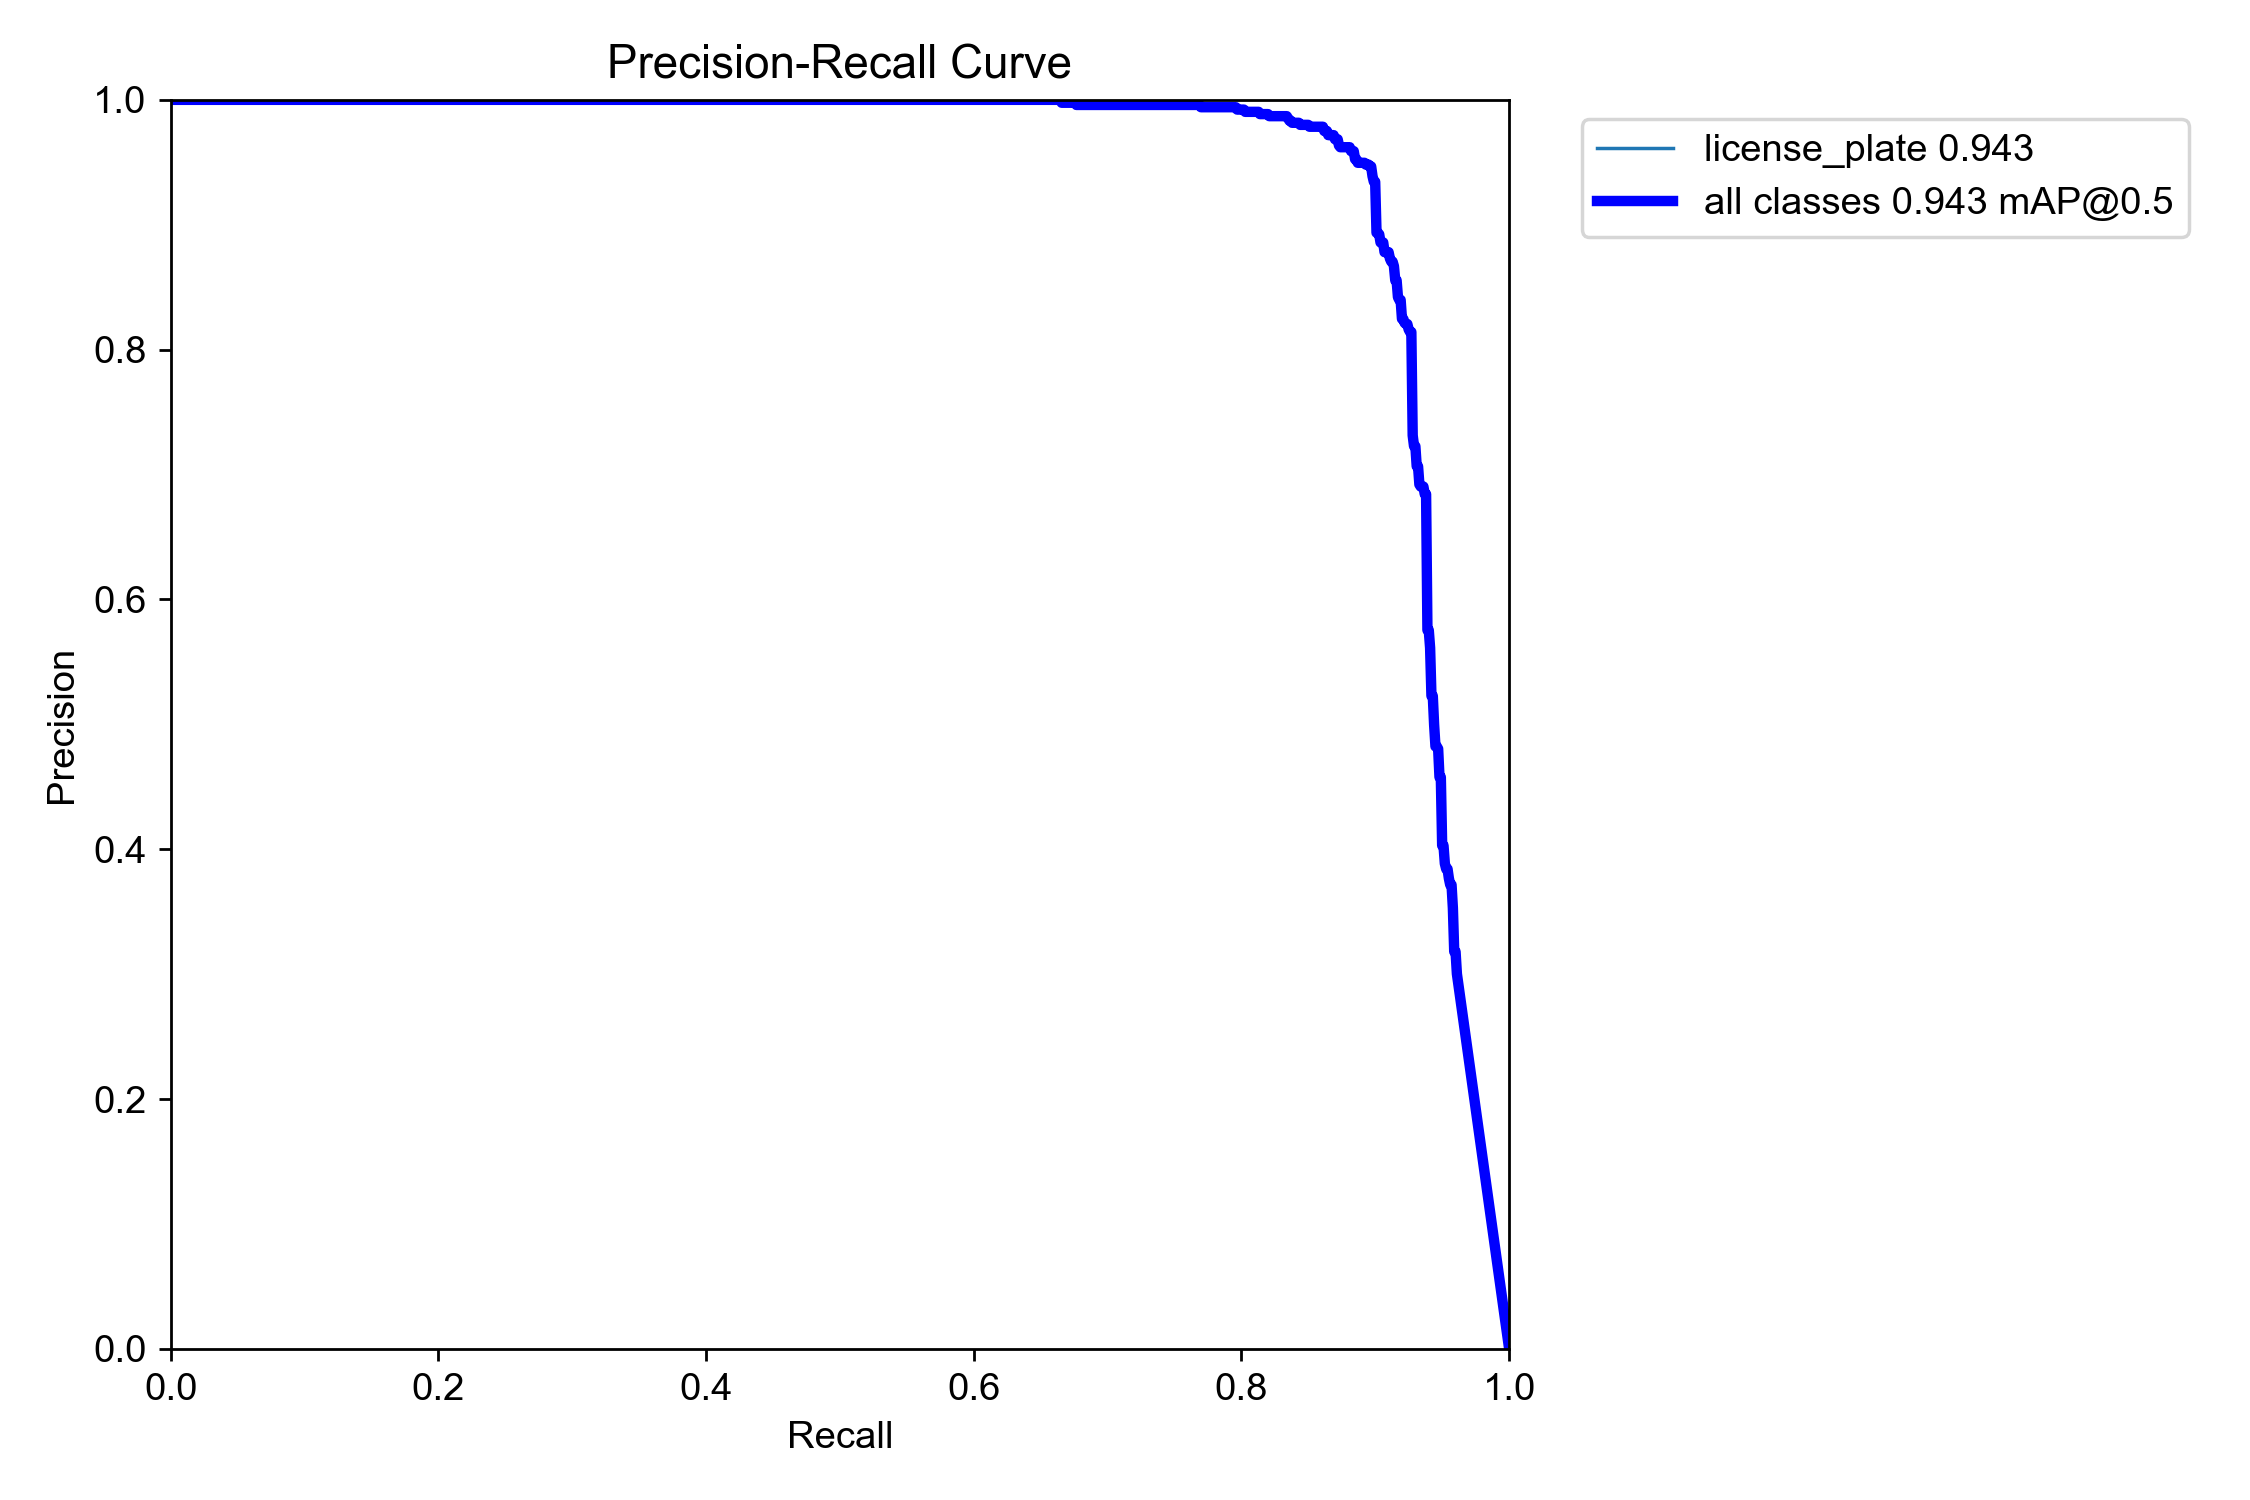 Precision-Recall Curve
1.0
0.8
0.6
0.4
0.2
0.0
Precision
0.0 0.2 0.4 0.6 0.8 1.0
Recall
license_plate 0.943
all classes 0.943 mAP@0.5